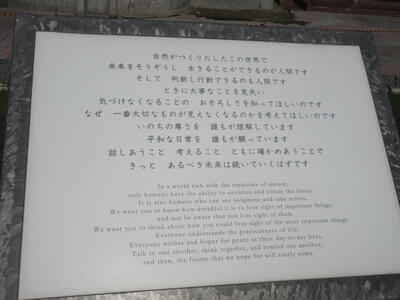 自然がつくりだしたこの世界で
未来をそうぞうし　生きることができるのが人間です
そして　判断し行動できるのも人間です
ときに大事なことを見失い
気づけなくなることの　おそろしさを知ってほしいのです
なぜ　一番大切なものが見えなくなるのかを考えてほしいのです
いのちの尊さを　誰もが理解しています
平和な日常を　誰もが願っています
話しあうこと　考えること　ともに確かめあうことで
きっと　あるべき未来は続いていくはずです
In a world rich with the creations of nature,
only humans have the ability to envision and create the future.
It is also humans who can use judgment and take action.
We want you to know how dreadful it is to lose sight of important things,
and not be aware that you lost sight of them.
We want you to think about how you could lose sight of the most important things.
Everyone understands the preciousness of life.
Everyone wishes and hopes for peace in their day-to-day lives.
Talk to one another, think together, and remind one another,
and then, the future that we hope for will surely come.